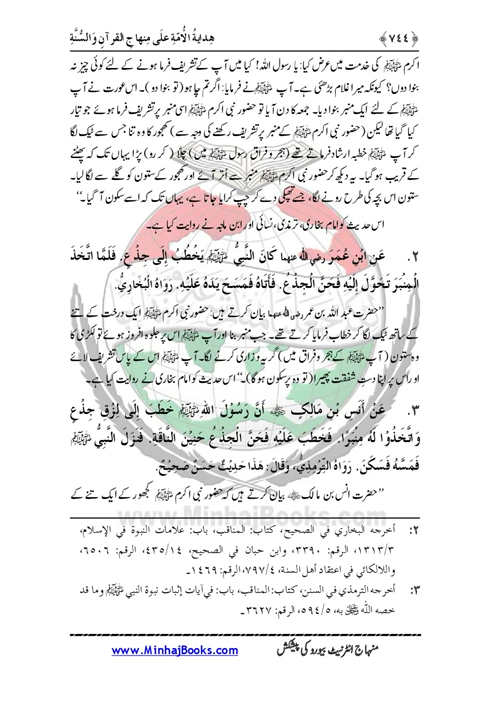 ﴿٧٤٤﴾ هِدَايَةُ الْأُمَّةِ عَلَى مِنهَاجِ الْقُرآنِ وَالسُّنَّةِ
اکرم ﷺ کی خدمت میں عرض کیا: یا رسول اللہ! کیا میں آپ کے تشریف فرما ہونے کے لئے کوئی چیز نہ
بنوا دوں؟ کیونکہ میرا غلام بڑھئی ہے۔ آپ ﷺ نے فرمایا: اگر تم چاہو (تو بنوا دو)۔ اس عورت نے آپ
ﷺ کے لئے ایک منبر بنوا دیا۔ جمعہ کا دن آیا تو حضور نبی اکرم ﷺ اسی منبر پر تشریف فرما ہوئے جو تیار
کیا گیا تھا لیکن (حضور نبی اکرم ﷺ کے منبر پر تشریف رکھنے کی وجہ سے) کھجور کا وہ تنا جس سے ٹیک لگا
کر آپ ﷺ خطبہ ارشاد فرماتے تھے (ہجر و فراق رسول ﷺ میں) چلّا (کر رو) پڑا یہاں تک کہ پھٹنے
کے قریب ہو گیا۔ یہ دیکھ کر حضور نبی اکرم ﷺ منبر سے اُتر آئے اور کھجور کے ستون کو گلے سے لگا لیا۔
ستون اس بچہ کی طرح رونے لگا، جسے تھپکی دے کر چپ کرایا جاتا ہے، یہاں تک کہ اسے سکون آ گیا۔‘‘
اس حدیث کو امام بخاری، ترمذی، نسائی اور ابن ماجہ نے روایت کیا ہے۔
٢. عَنِ ابْنِ عُمَرَ رضي الله عنهما كَانَ النَّبِيُّ ﷺ يَخْطُبُ إِلَى جِذْعٍ. فَلَمَّا اتَّخَذَ
الْمِنْبَرَ تَحَوَّلَ إِلَيْهِ فَحَنَّ الْجِذْعُ. فَأَتَاهُ فَمَسَحَ يَدَهُ عَلَيْهِ. رَوَاهُ الْبُخَارِيُّ.
’’حضرت عبد اللہ بن عمر رضی اللہ عنہما بیان کرتے ہیں: حضور نبی اکرم ﷺ ایک درخت کے تنے
کے ساتھ ٹیک لگا کر خطاب فرمایا کرتے تھے۔ جب منبر بنا اور آپ ﷺ اس پر جلوہ افروز ہوئے تو لکڑی کا
وہ ستون (آپ ﷺ کے ہجر و فراق میں) گریہ و زاری کرنے لگا۔ آپ ﷺ اس کے پاس تشریف لائے
اور اس پر اپنا دستِ شفقت پھیرا (تو وہ پرسکون ہو گا)۔‘‘ اس حدیث کو امام بخاری نے روایت کیا ہے۔
٣. عَنْ أَنَسِ بْنِ مَالِكٍ ﷺ أَنَّ رَسُوْلَ اللهِ ﷺ خَطَبَ إِلَى لِزْقِ جِذْعٍ
وَاتَّخَذُوْا لَهُ مِنْبَرًا. فَخَطَبَ عَلَيْهِ فَحَنَّ الْجِذْعُ حَنِيْنَ النَّاقَةِ. فَنَزَلَ النَّبِيُّ ﷺ
فَمَسَّهُ فَسَكَنَ. رَوَاهُ التِّرْمِذِيُّ، وَقَالَ: هَذَا حَدِيْثٌ حَسَنٌ صَحِيْحٌ.
’’حضرت انس بن مالک بیان کرتے ہیں کہ حضور نبی اکرم ﷺ کھجور کے ایک تنے کے
www.MinhajBooks.com
٢: أخرجه البخاري في الصحيح، كتاب: المناقب، باب: علامات النبوة في الإسلام،
٣/١٣١٣، الرقم: ٣٣٩٠، وابن حبان في الصحيح، ١٤/٤٣٥، الرقم: ٦٥٠٦،
واللالكائي في اعتقاد أهل السنة، ٤/٧٩٧، الرقم: ١٤٦٩۔
٣: أخرجه الترمذي في السنن، كتاب: المناقب، باب: في آيات إثبات نبوة النبي ﷺ وما قد
خصه الله به، ٥/٥٩٤، الرقم: ٣٦٢٧۔
منہاج انٹرنیٹ بیورو کی پیشکش www.MinhajBooks.com